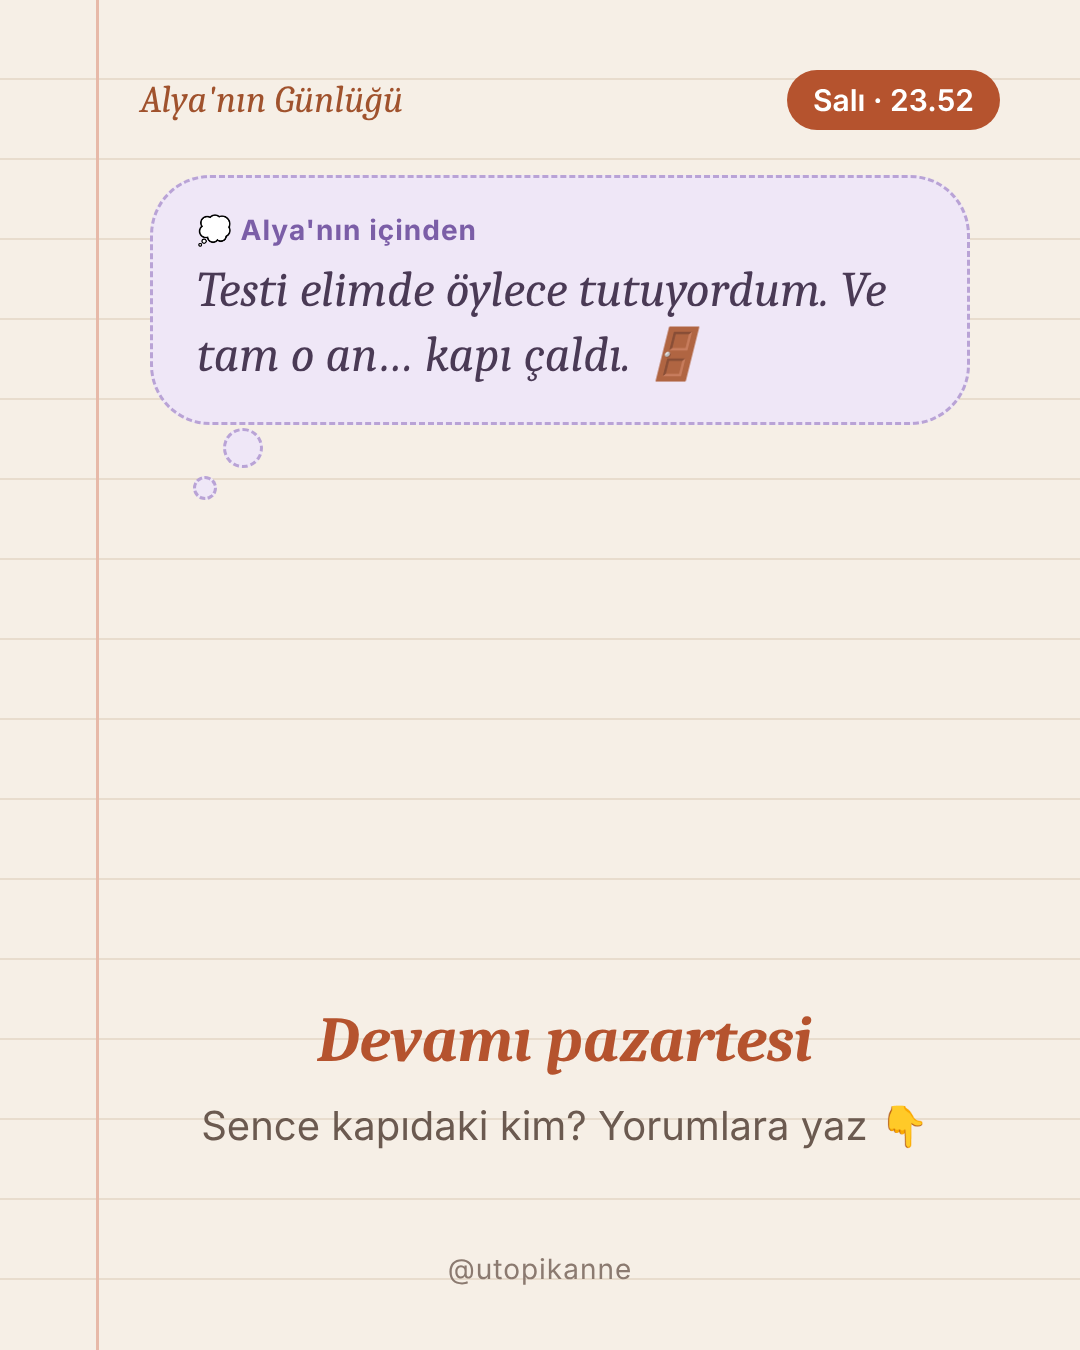 Alya'nın Günlüğü
Salı · 23.52
💭 Alya'nın içinden
Testi elimde öylece tutuyordum. Ve
tam o an... kapı çaldı. 🚪
Devamı pazartesi
Sence kapıdaki kim? Yorumlara yaz 👇
@utopikanne